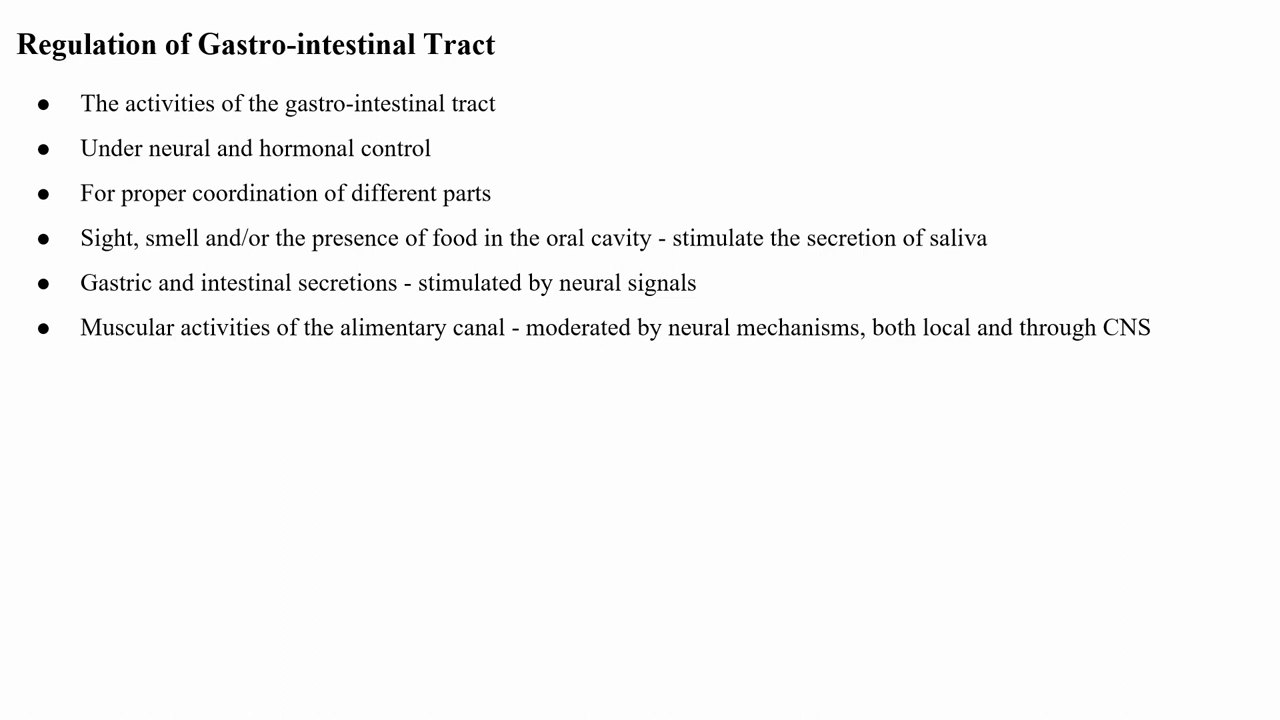 Regulation of Gastro-intestinal Tract
● The activities of the gastro-intestinal tract
● Under neural and hormonal control
● For proper coordination of different parts
● Sight, smell and/or the presence of food in the oral cavity - stimulate the secretion of saliva
● Gastric and intestinal secretions - stimulated by neural signals
● Muscular activities of the alimentary canal - moderated by neural mechanisms, both local and through CNS